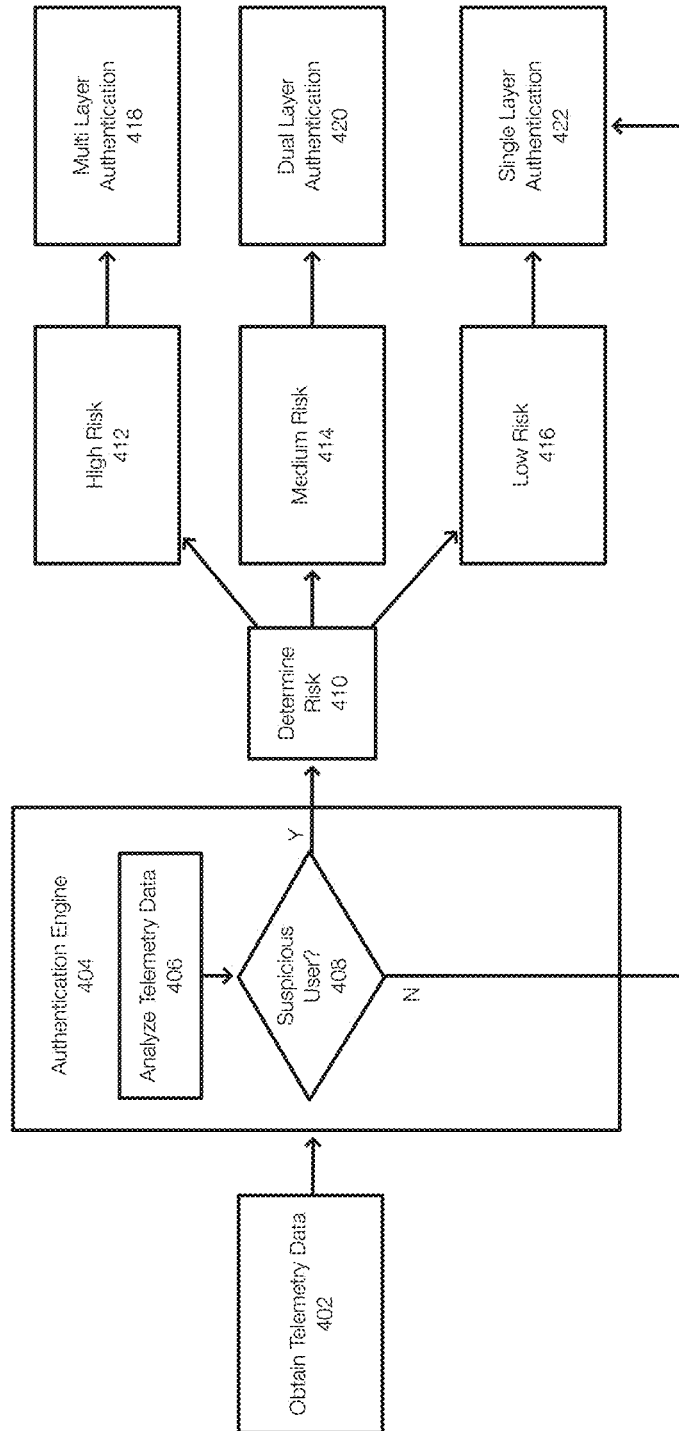 Obtain Telemetry Data
402
Authentication Engine
404
Analyze Telemetry Data
406
Suspicious
User?
408
Y
N
Determine
Risk
410
High Risk
412
Medium Risk
414
Low Risk
416
Multi Layer
Authentication
418
Dual Layer
Authentication
420
Single Layer
Authentication
422